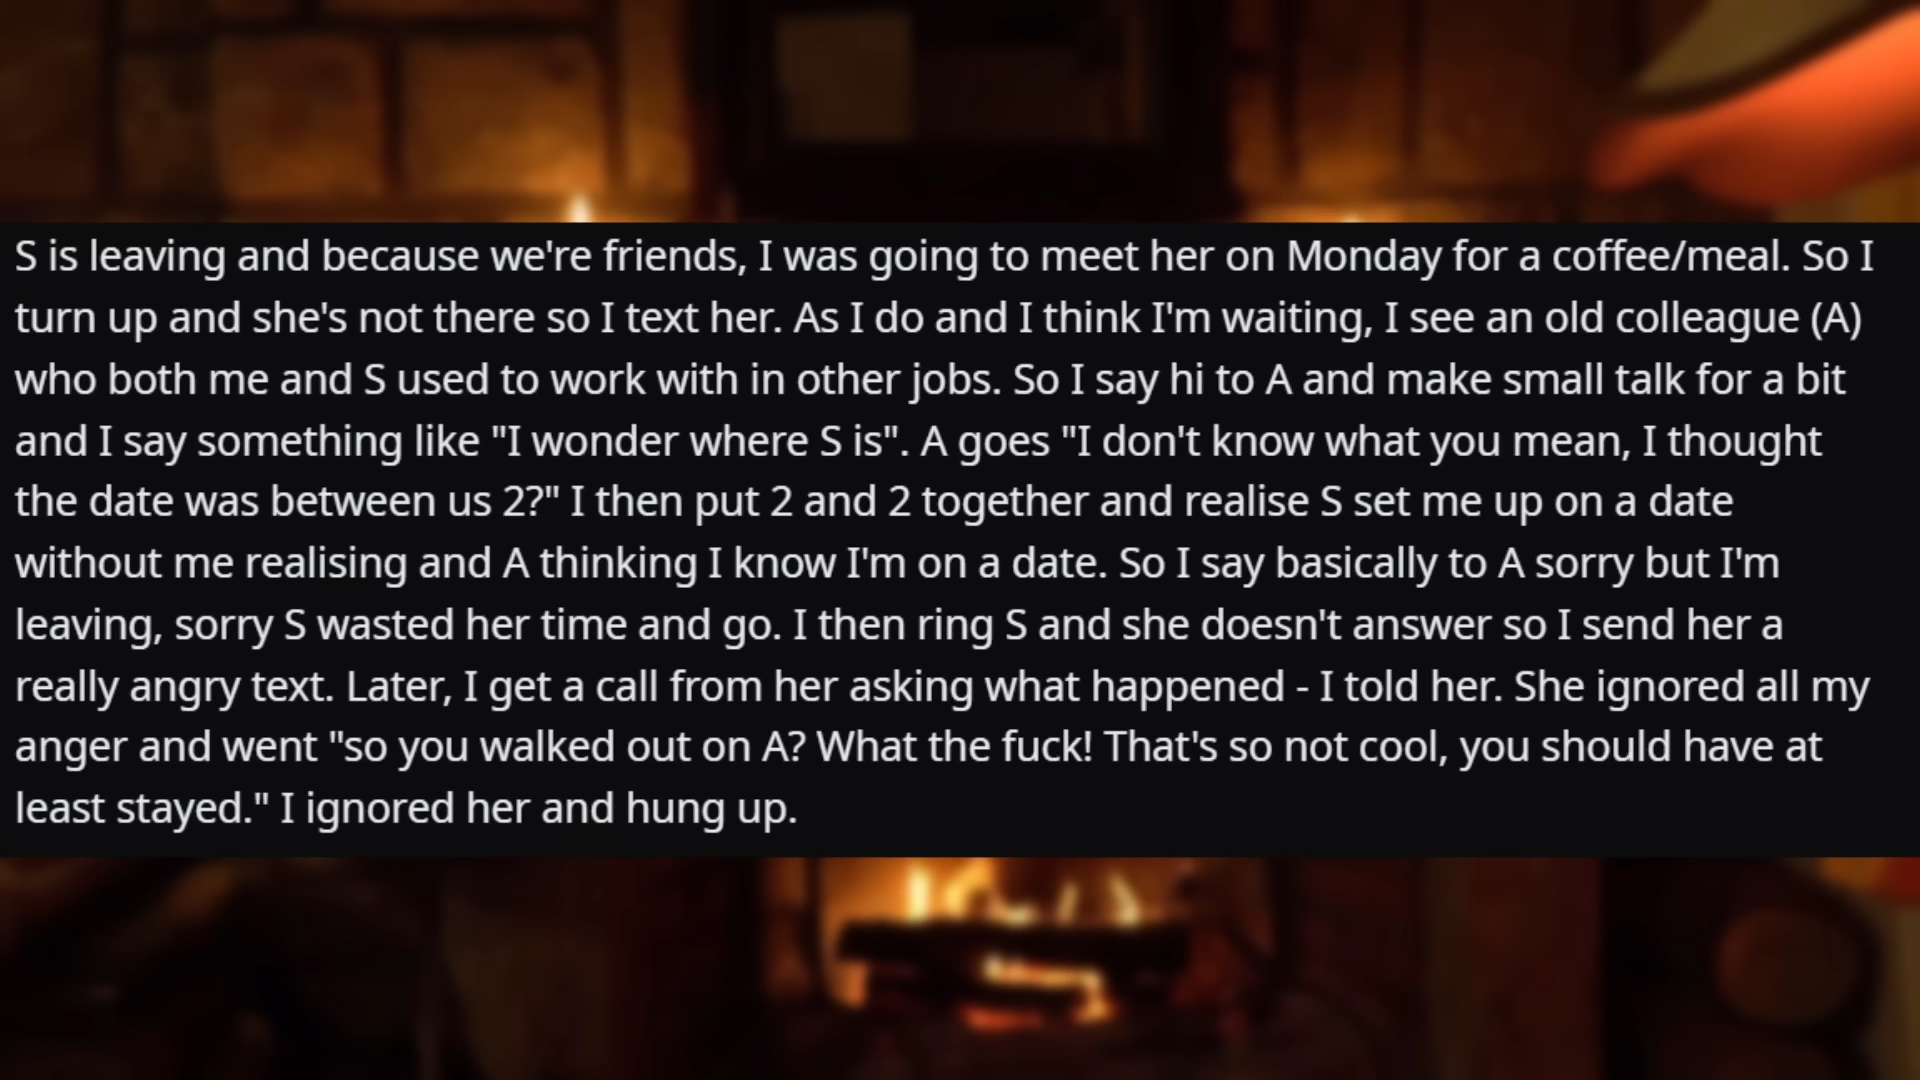 S is leaving and because we're friends, I was going to meet her on Monday for a coffee/meal. So I
turn up and she's not there so I text her. As I do and I think I'm waiting, I see an old colleague (A)
who both me and S used to work with in other jobs. So I say hi to A and make small talk for a bit
and I say something like "I wonder where S is". A goes "I don't know what you mean, I thought
the date was between us 2?" I then put 2 and 2 together and realise S set me up on a date
without me realising and A thinking I know I'm on a date. So I say basically to A sorry but I'm
leaving, sorry S wasted her time and go. I then ring S and she doesn't answer so I send her a
really angry text. Later, I get a call from her asking what happened - I told her. She ignored all my
anger and went "so you walked out on A? What the fuck! That's so not cool, you should have at
least stayed." I ignored her and hung up.